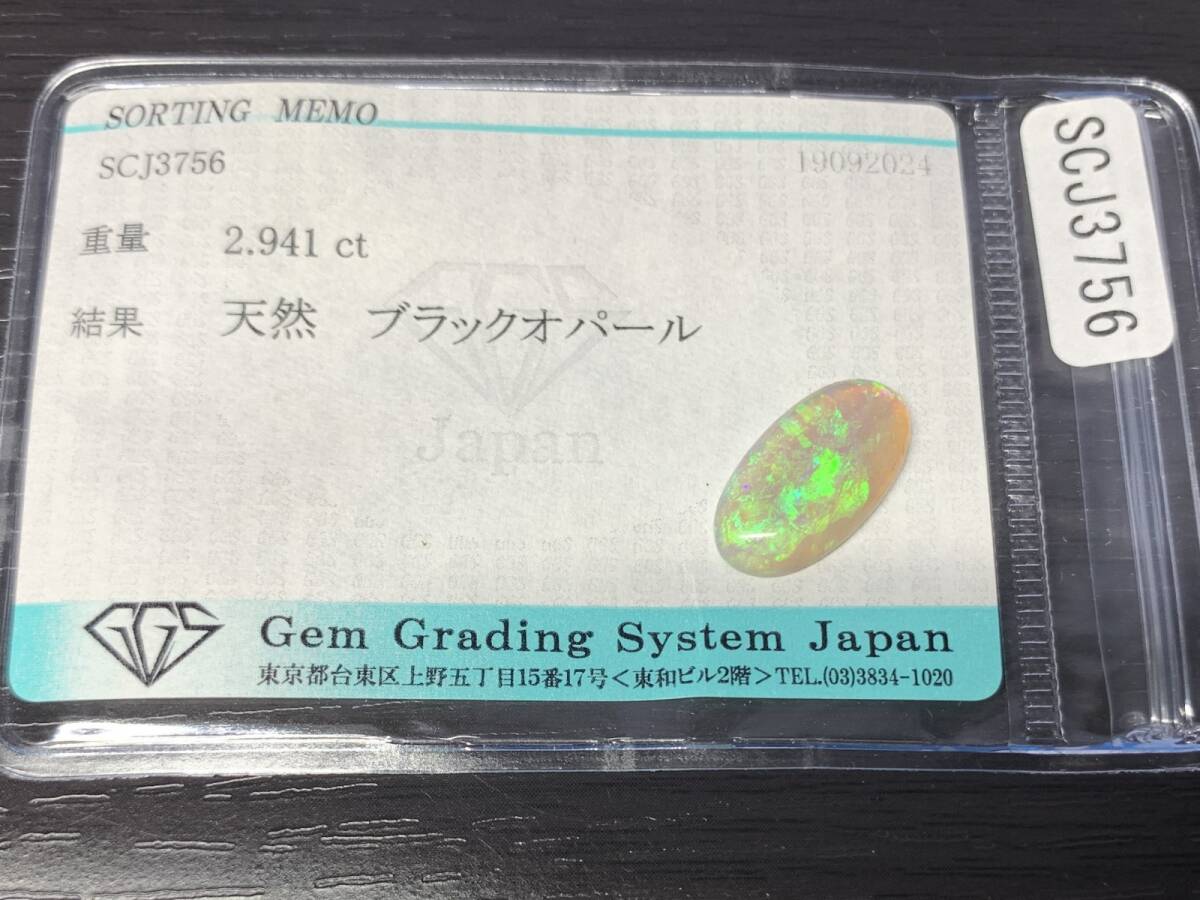 SORTING MEMO
SCJ3756 19092024
重量 2.941 ct
結果 天然 ブラックオパール
Japan
GGS Gem Grading System Japan
東京都台東区上野五丁目15番17号<東和ビル2階>TEL.(03)3834-1020
SCJ3756